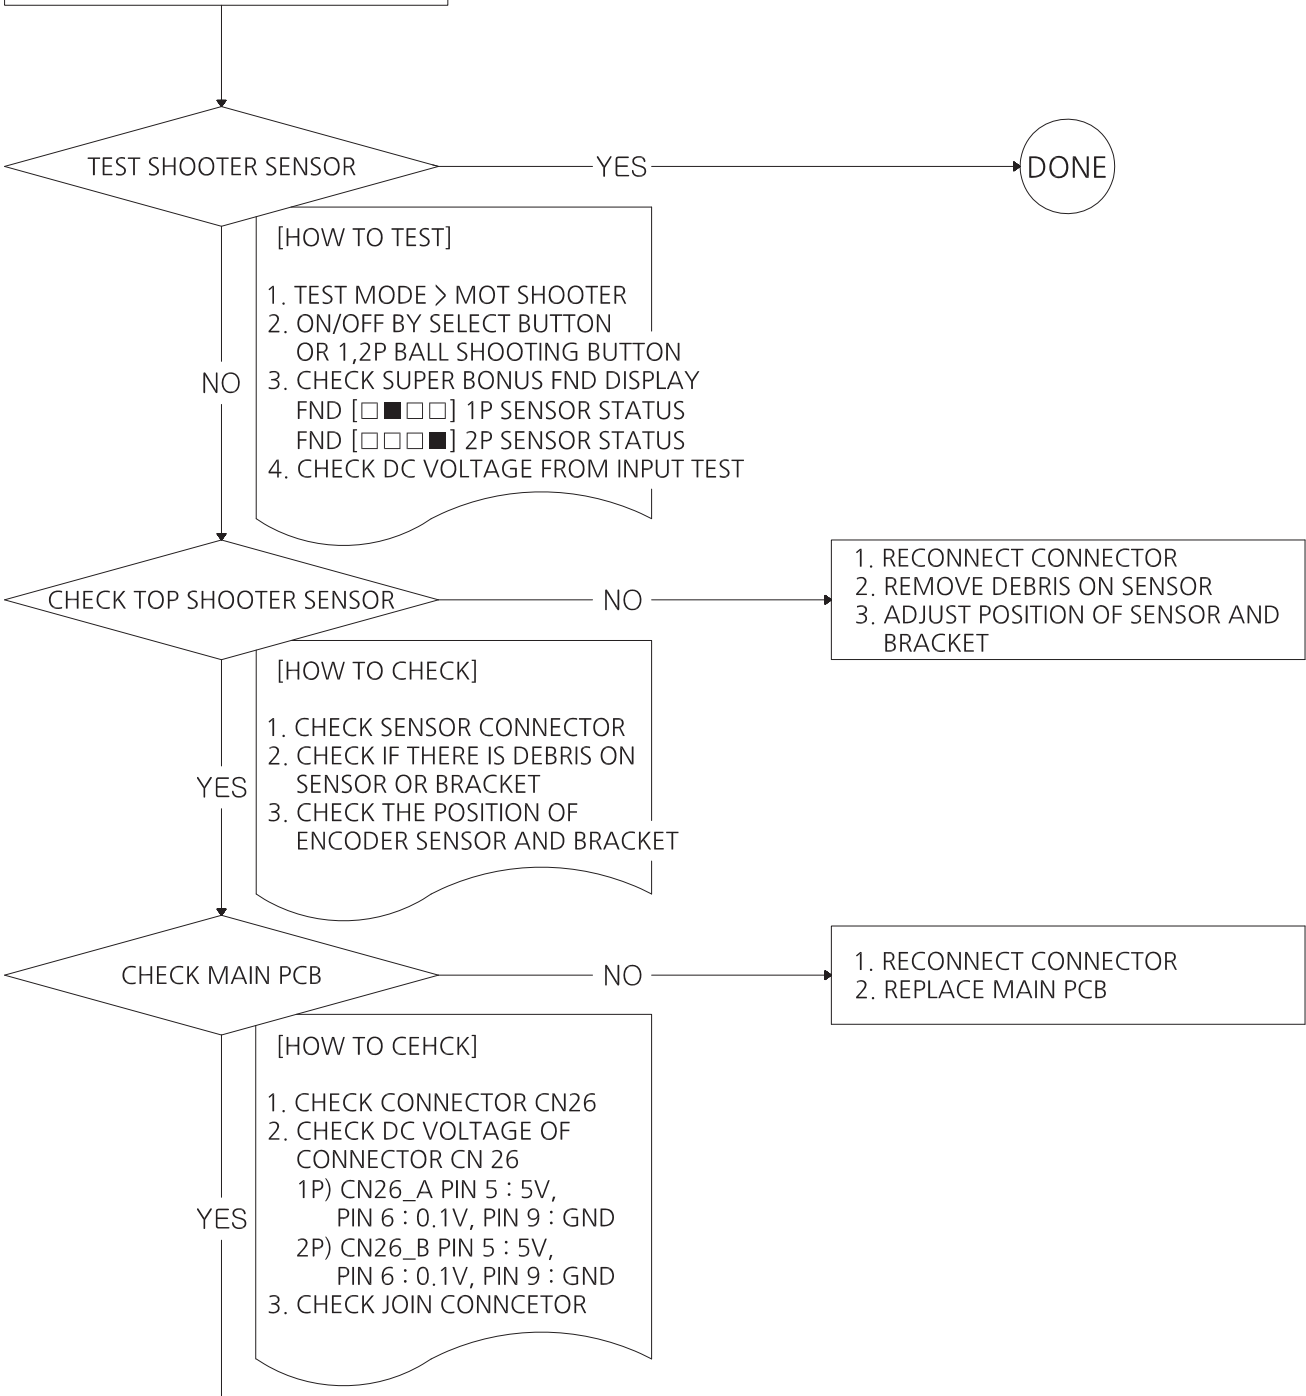 TEST SHOOTER SENSOR
YES
DONE
[HOW TO TEST]
1. TEST MODE > MOT SHOOTER
2. ON/OFF BY SELECT BUTTON
OR 1,2P BALL SHOOTING BUTTON
3. CHECK SUPER BONUS FND DISPLAY
FND [□■□□] 1P SENSOR STATUS
FND [□□□■] 2P SENSOR STATUS
4. CHECK DC VOLTAGE FROM INPUT TEST
NO
CHECK TOP SHOOTER SENSOR
NO
1. RECONNECT CONNECTOR
2. REMOVE DEBRIS ON SENSOR
3. ADJUST POSITION OF SENSOR AND
BRACKET
[HOW TO CHECK]
1. CHECK SENSOR CONNECTOR
2. CHECK IF THERE IS DEBRIS ON
SENSOR OR BRACKET
3. CHECK THE POSITION OF
ENCODER SENSOR AND BRACKET
YES
CHECK MAIN PCB
NO
1. RECONNECT CONNECTOR
2. REPLACE MAIN PCB
[HOW TO CEHCK]
1. CHECK CONNECTOR CN26
2. CHECK DC VOLTAGE OF
CONNECTOR CN 26
1P) CN26_A PIN 5 : 5V,
PIN 6 : 0.1V, PIN 9 : GND
2P) CN26_B PIN 5 : 5V,
PIN 6 : 0.1V, PIN 9 : GND
3. CHECK JOIN CONNCETOR
YES